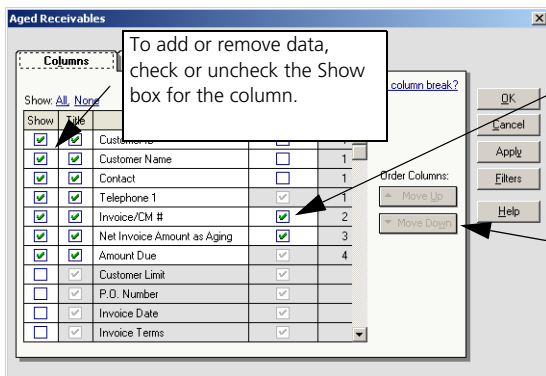 Aged Receivables
Columns
To add or remove data,
check or uncheck the Show
box for the column.
column break?
Show: All, None
Show Title
Customer ID 1
Customer Name 1
Contact 1
Telephone 1 1
Invoice/CM # 2
Net Invoice Amount as Aging 3
Amount Due 4
Customer Limit
P.O. Number
Invoice Date
Invoice Terms
Order Columns:
Move Up
Move Down
OK
Cancel
Apply
Filters
Help